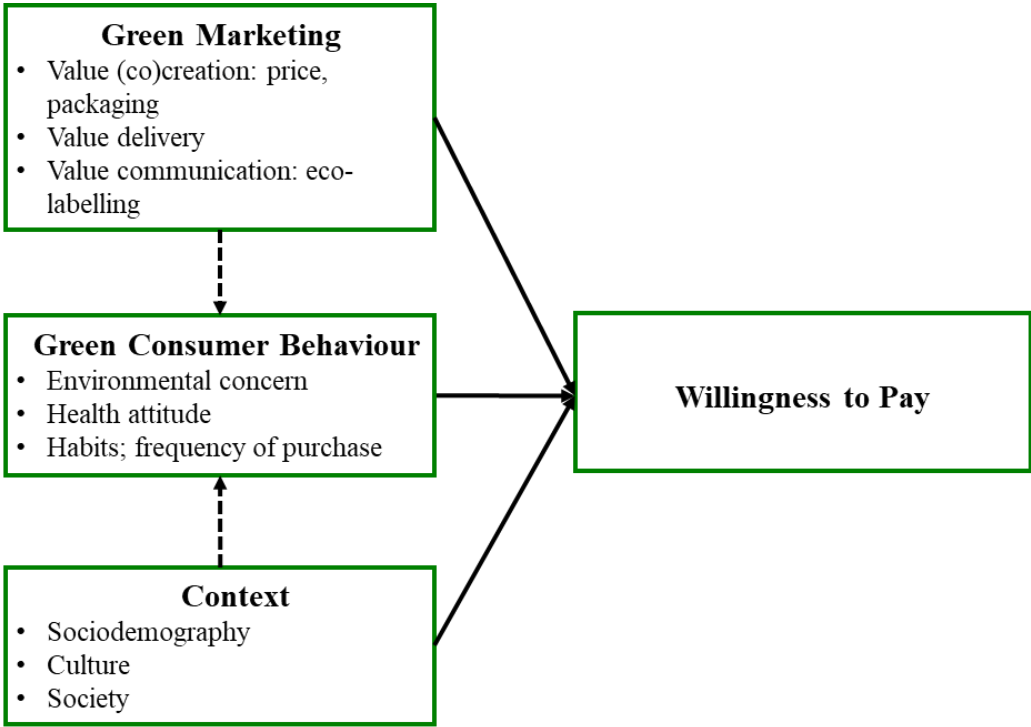 Green Marketing
• Value (co)creation: price,
packaging
• Value delivery
• Value communication: eco-
labelling
Green Consumer Behaviour
• Environmental concern
• Health attitude
• Habits; frequency of purchase
Willingness to Pay
Context
• Sociodemography
• Culture
• Society